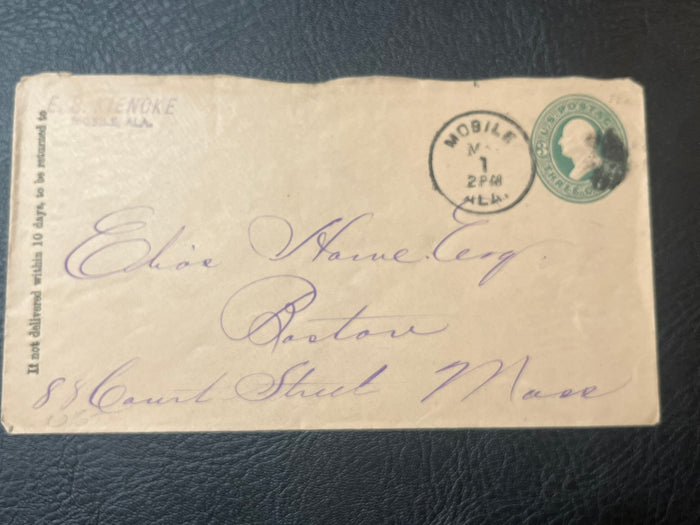 E. S. KIENCKE
MOBILE, ALA.
If not delivered within 10 days, to be returned to
MOBILE
1
2 PM
ALA.
U.S. POSTAGE
THREE
Elias Howe Esq
Boston
88 Court Street Mass